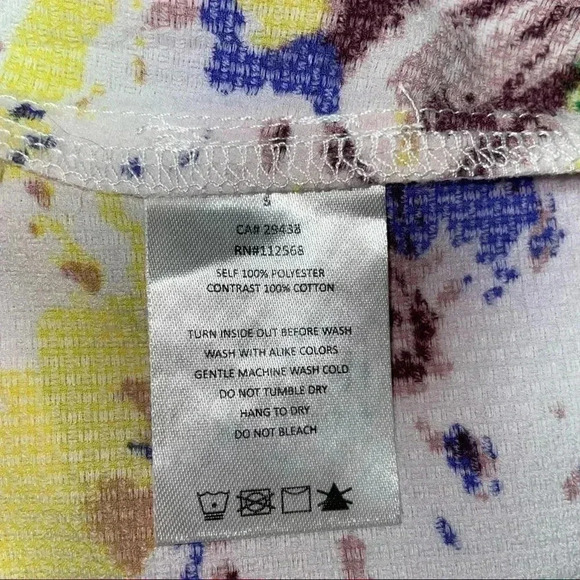 S
CA# 29438
RN#112568
SELF 100% POLYESTER
CONTRAST 100% COTTON
TURN INSIDE OUT BEFORE WASH
WASH WITH ALIKE COLORS
GENTLE MACHINE WASH COLD
DO NOT TUMBLE DRY
HANG TO DRY
DO NOT BLEACH